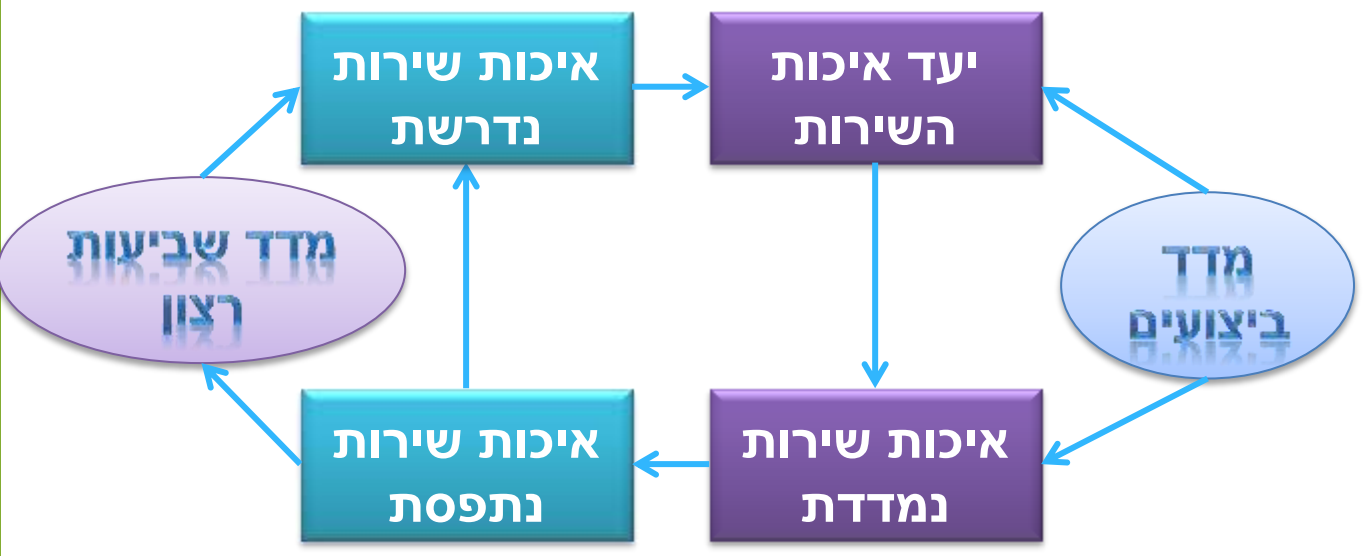 איכות שירות
נדרשת
יעד איכות
השירות
מדד שביעות
רצון
מדד
ביצועים
איכות שירות
נתפסת
איכות שירות
נמדדת